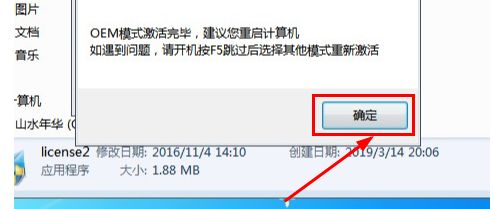 图片
文档
音乐
OEM模式激活完毕，建议您重启计算机
如遇到问题，请开机按F5跳过后选择其他模式重新激活
确定
计算机
山水年华 (C
license2 修改日期: 2016/11/4 14:10 创建日期: 2019/3/14 20:06
应用程序 大小: 1.88 MB